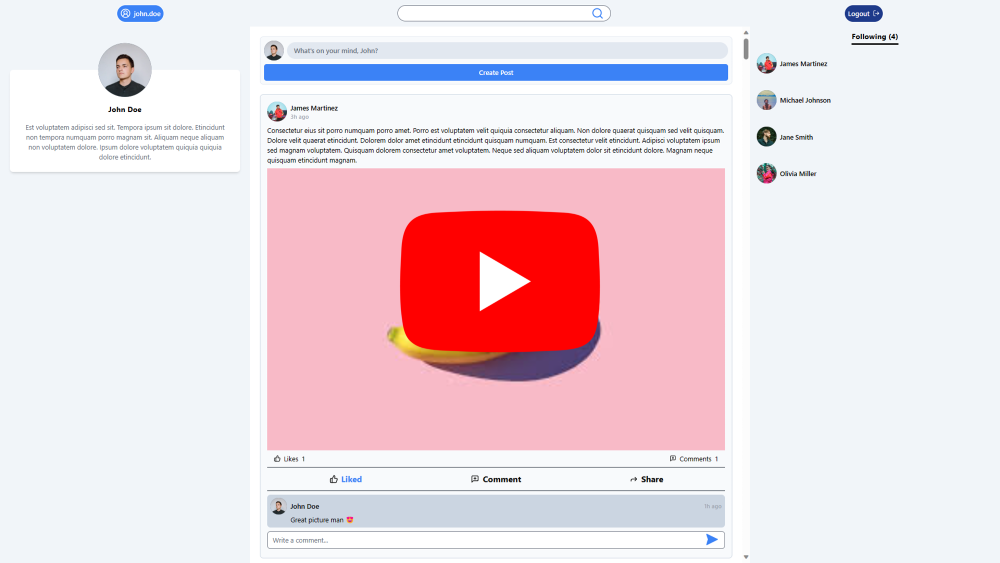 john.doe
Logout
Following (4)
James Martinez
Michael Johnson
Jane Smith
Olivia Miller
John Doe
Est voluptatem adipisci sed sit. Tempora ipsum sit dolore. Etincidunt
non tempora numquam porro magnam sit. Aliquam neque aliquam
non voluptatem dolore. Ipsum dolore voluptatem quiquia quiquia
dolore etincidunt.
What's on your mind, John?
Create Post
James Martinez
3h ago
Consectetur eius sit porro numquam porro amet. Porro est voluptatem velit quiquia consectetur aliquam. Non dolore quaerat quisquam sed velit quisquam.
Dolore velit quaerat etincidunt. Dolorem dolor amet etincidunt etincidunt quisquam numquam. Est consectetur velit etincidunt. Adipisci voluptatem ipsum
sed magnam voluptatem. Quisquam dolorem consectetur amet voluptatem. Neque sed aliquam voluptatem dolor sit etincidunt dolore. Magnam neque
quisquam etincidunt magnam.
Likes 1
Comments 1
Liked
Comment
Share
John Doe
1h ago
Great picture man 😍
Write a comment...